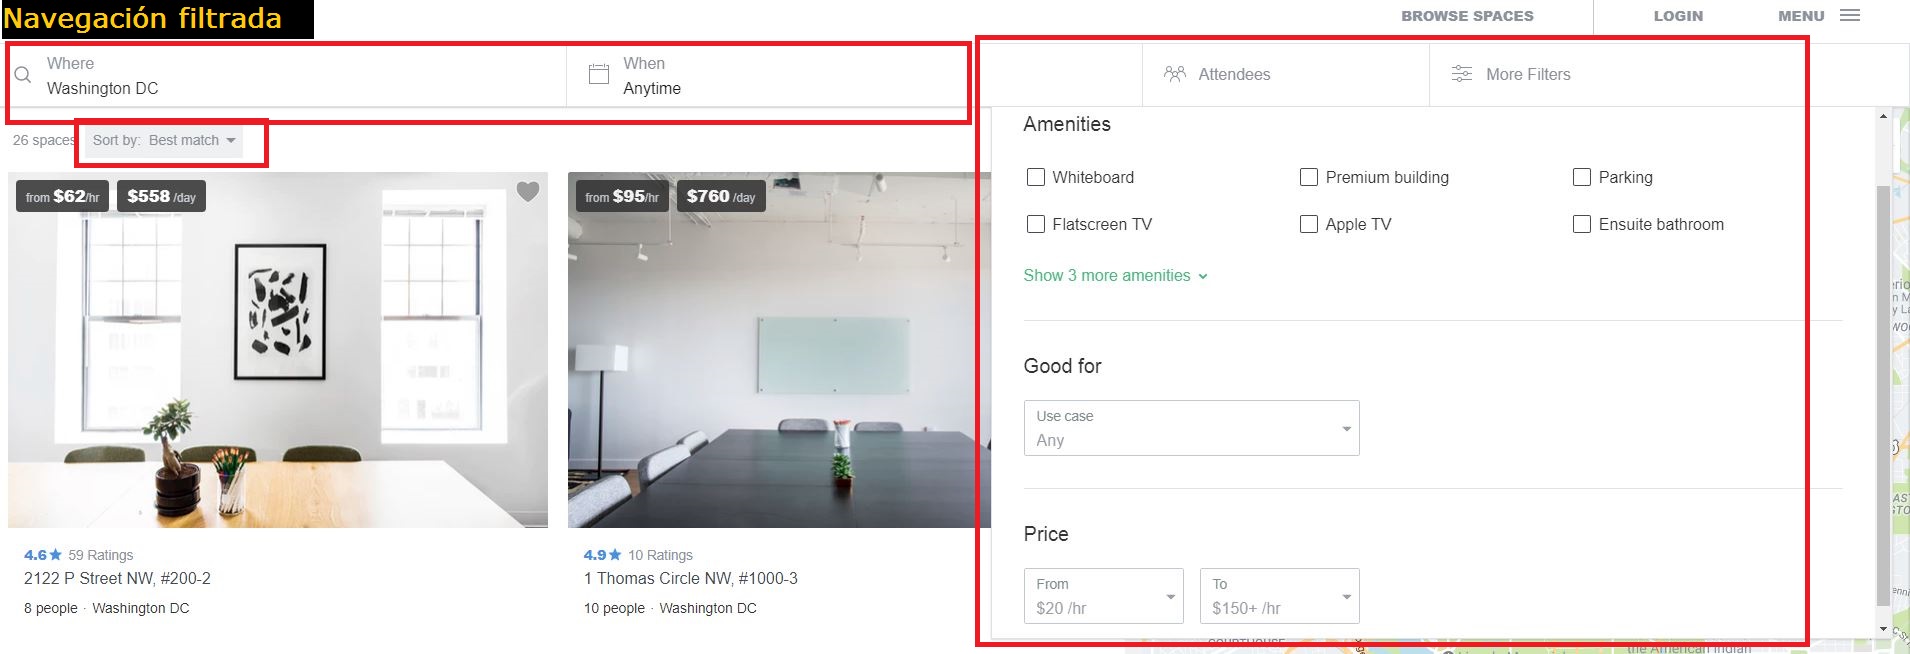 Navegación filtrada
BROWSE SPACES
LOGIN
MENU
Where
Washington DC
When
Anytime
Attendees
More Filters
26 spaces
Sort by: Best match
from $62/hr
$558 /day
from $95/hr
$760 /day
4.6 59 Ratings
2122 P Street NW, #200-2
8 people · Washington DC
4.9 10 Ratings
1 Thomas Circle NW, #1000-3
10 people · Washington DC
Amenities
Whiteboard
Premium building
Parking
Flatscreen TV
Apple TV
Ensuite bathroom
Show 3 more amenities
Good for
Use case
Any
Price
From
$20 /hr
To
$150+ /hr
the American Indian